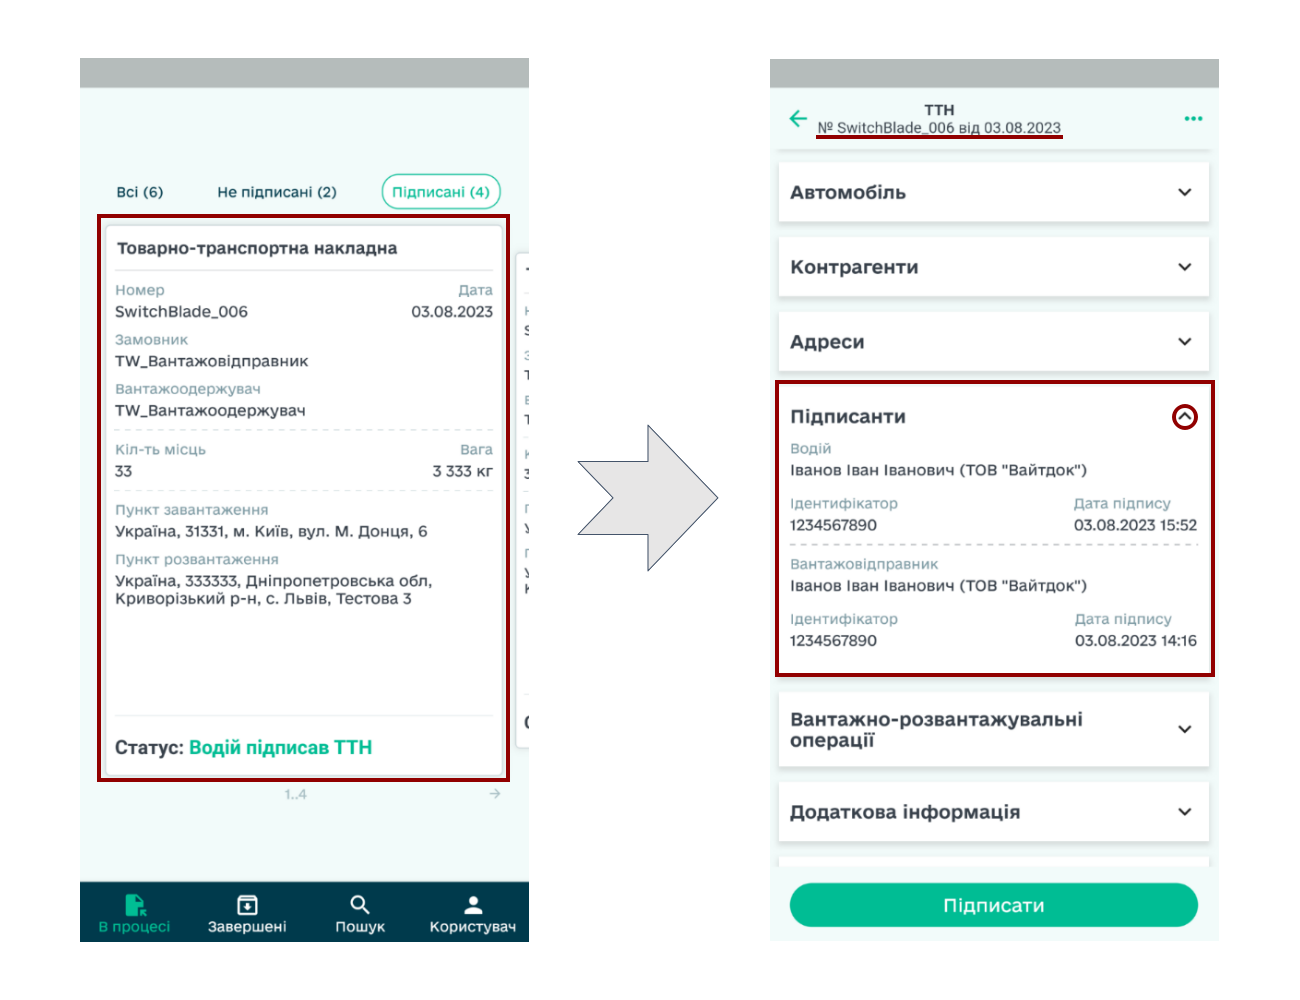 Всі (6) Не підписані (2) Підписані (4)
Товарно-транспортна накладна
Номер Дата
SwitchBlade_006 03.08.2023
Замовник
TW_Вантажовідправник
Вантажоодержувач
TW_Вантажоодержувач
Кіл-ть місць Вага
33 3 333 кг
Пункт завантаження
Україна, 31331, м. Київ, вул. М. Донця, 6
Пункт розвантаження
Україна, 333333, Дніпропетровська обл,
Криворізький р-н, с. Львів, Тестова 3
Статус: Водій підписав ТТН
1..4
В процесі Завершені Пошук Користувач
ТТН
№ SwitchBlade_006 від 03.08.2023
Автомобіль
Контрагенти
Адреси
Підписанти
Водій
Іванов Іван Іванович (ТОВ "Вайтдок")
Ідентифікатор Дата підпису
1234567890 03.08.2023 15:52
Вантажовідправник
Іванов Іван Іванович (ТОВ "Вайтдок")
Ідентифікатор Дата підпису
1234567890 03.08.2023 14:16
Вантажно-розвантажувальні
операції
Додаткова інформація
Підписати